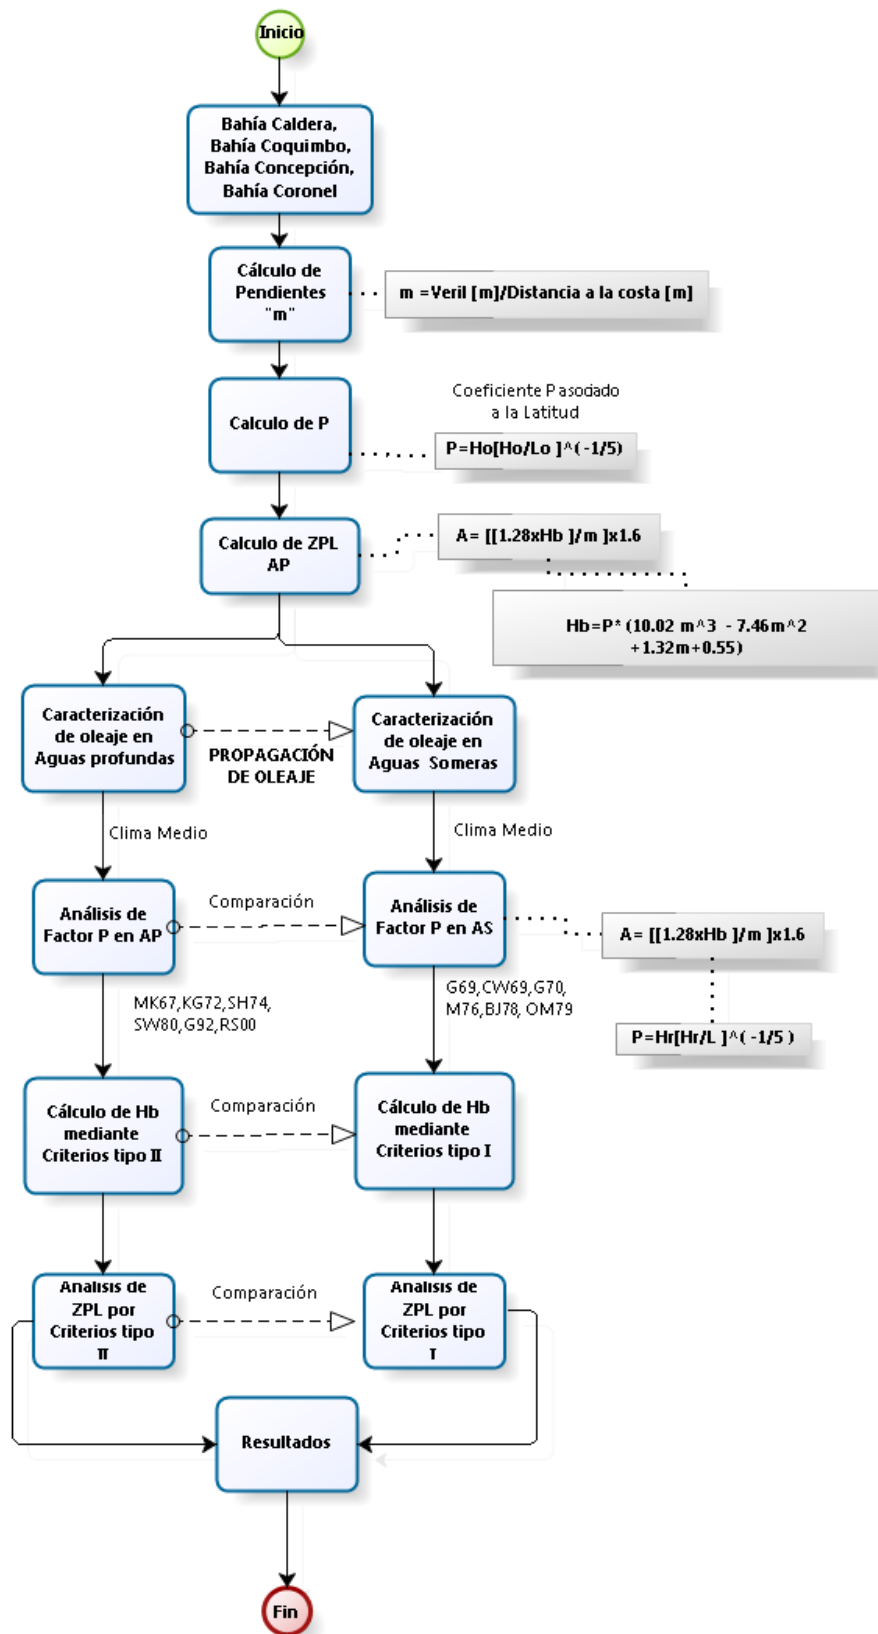 Inicio
Bahía Caldera,
Bahía Coquimbo,
Bahía Concepción,
Bahía Coronel
Cálculo de
Pendientes
"m"
m =Veril [m]/Distancia a la costa [m]
Calculo de P
Coeficiente P asociado
a la Latitud
P=Ho[Ho/Lo ]^( -1/5)
Calculo de ZPL
AP
A= [[1.28xHb ]/m ]x1.6
Hb=P* (10.02 m^3 - 7.46m^2
+1.32m+0.55)
Caracterización
de oleaje en
Aguas profundas
PROPAGACIÓN
DE OLEAJE
Caracterización
de oleaje en
Aguas Someras
Clima Medio
Clima Medio
Análisis de
Factor P en AP
Comparación
Análisis de
Factor P en AS
A= [[1.28xHb ]/m ]x1.6
P=Hr[Hr/L ]^( -1/5 )
MK67,KG72,SH74,
SW80,G92,RS00
G69,CW69,G70,
M76,BJ78, OM79
Cálculo de Hb
mediante
Criterios tipo II
Comparación
Cálculo de Hb
mediante
Criterios tipo I
Analisis de
ZPL por
Criterios tipo
II
Comparación
Analisis de
ZPL por
Criterios tipo
I
Resultados
Fin